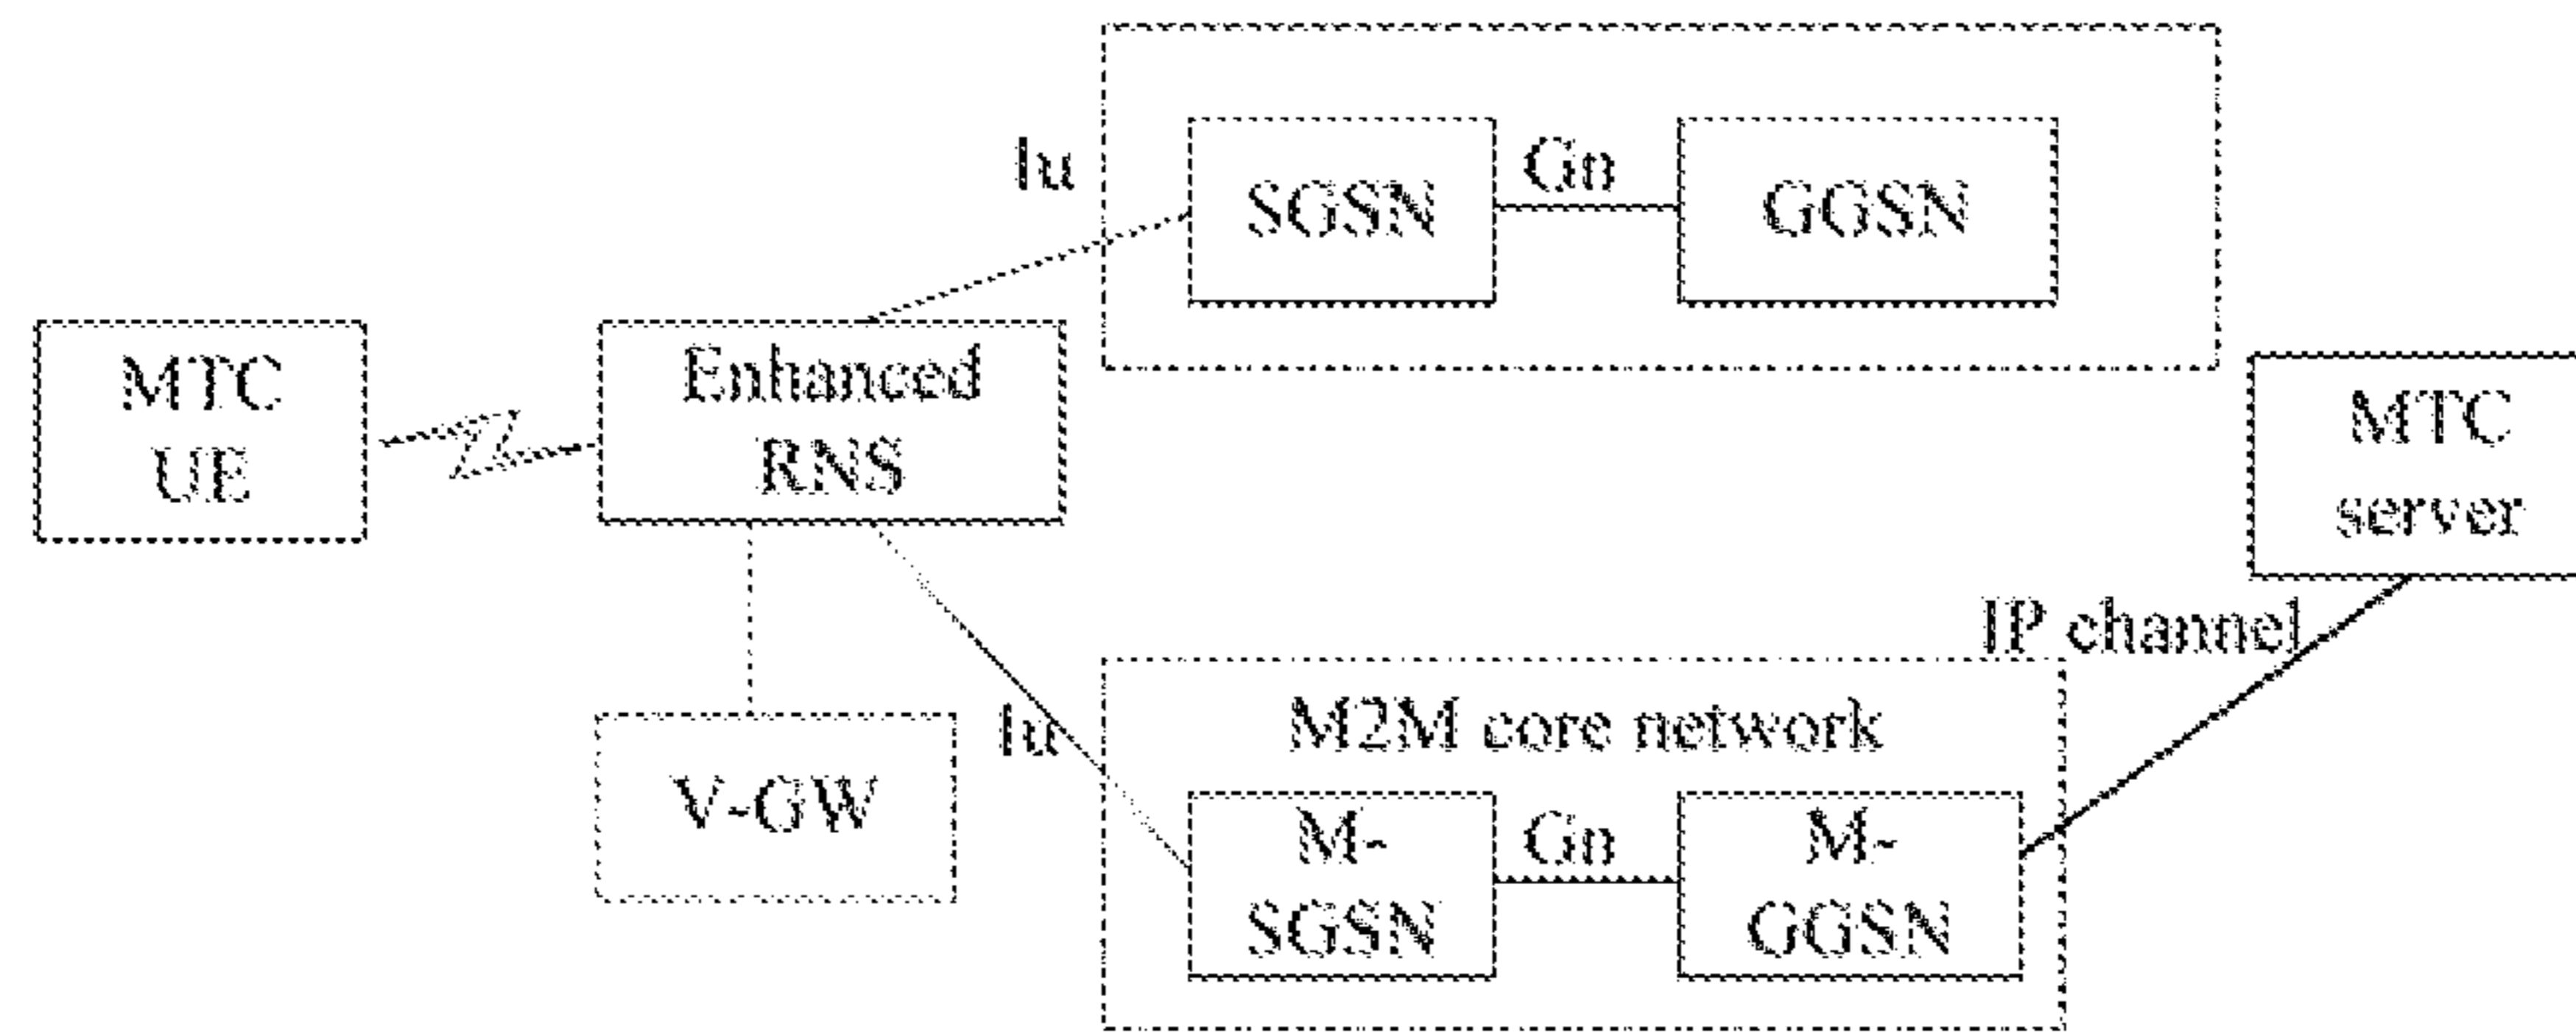 Iu
SGSN
Gn
GGSN
MTC
UE
Enhanced
RNS
MTC
server
IP channel
V-GW
Iu
M2M core network
M-
SGSN
Gn
M-
GGSN